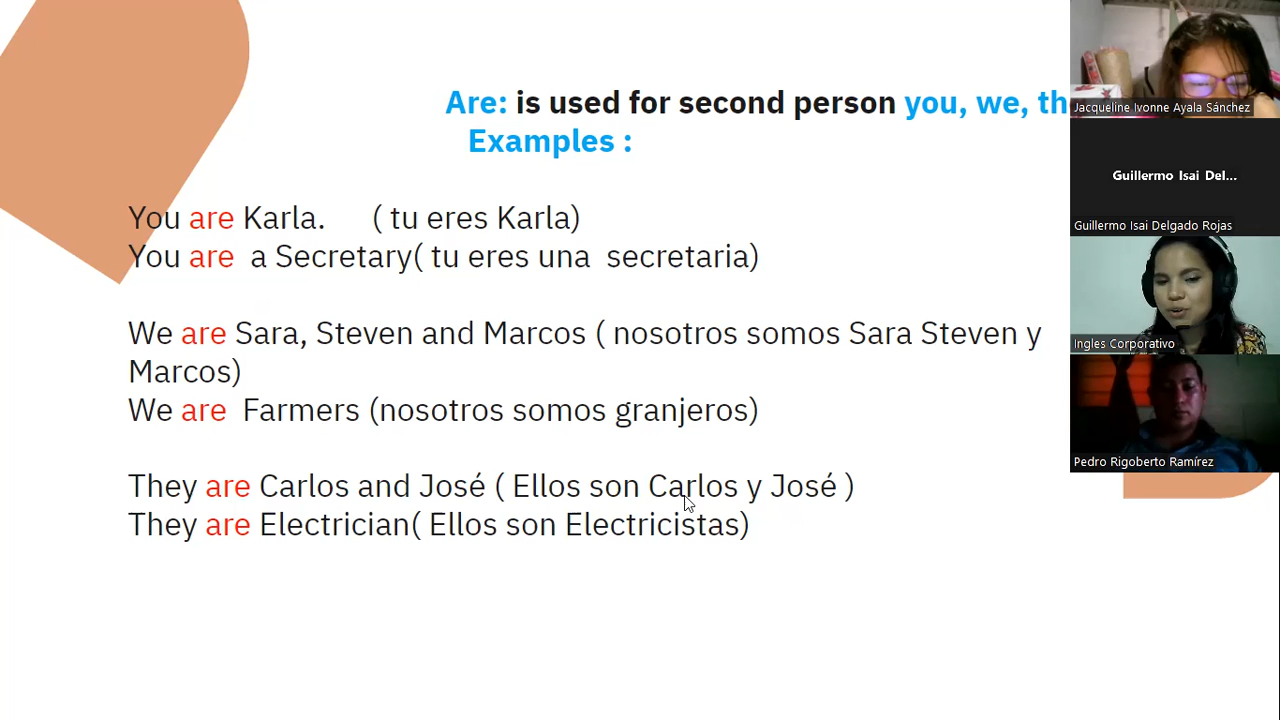 Are: is used for second person you, we, th
Examples :
You are Karla. ( tu eres Karla)
You are a Secretary( tu eres una secretaria)
We are Sara, Steven and Marcos ( nosotros somos Sara Steven y
Marcos)
We are Farmers (nosotros somos granjeros)
They are Carlos and José ( Ellos son Carlos y José )
They are Electrician( Ellos son Electricistas)
Jacqueline Ivonne Ayala Sánchez
Guillermo Isai Del...
Guillermo Isai Delgado Rojas
Ingles Corporativo
Pedro Rigoberto Ramírez